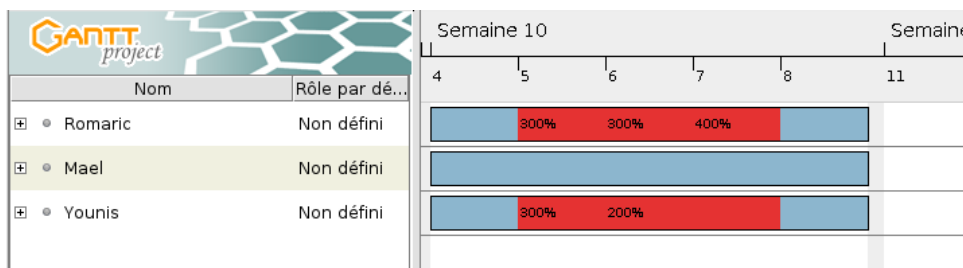 GANTT
project
Semaine 10 Semaine
4 5 6 7 8 11
Nom Rôle par dé...
Romaric Non défini 300% 300% 400%
Mael Non défini
Younis Non défini 300% 200%